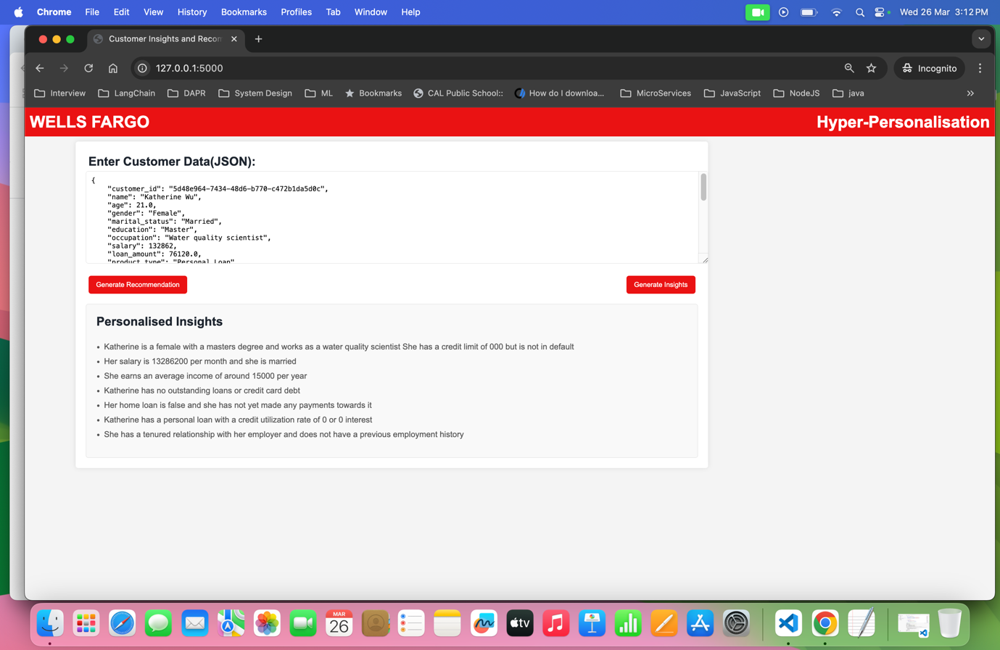 Chrome File Edit View History Bookmarks Profiles Tab Window Help Wed 26 Mar 3:12 PM
Customer Insights and Recom
127.0.0.1:5000 Incognito
Interview LangChain DAPR System Design ML Bookmarks CAL Public School:: How do I downloa... MicroServices JavaScript NodeJS java
WELLS FARGO Hyper-Personalisation
Enter Customer Data(JSON):
{
"customer_id": "5d48e964-7434-48d6-b770-c472b1da5d0c",
"name": "Katherine Wu",
"age": 21.0,
"gender": "Female",
"marital_status": "Married",
"education": "Master",
"occupation": "Water quality scientist",
"salary": 132862,
"loan_amount": 76120.0,
"product_type": "Personal Loan"
Generate Recommendation Generate Insights
Personalised Insights
• Katherine is a female with a masters degree and works as a water quality scientist She has a credit limit of 000 but is not in default
• Her salary is 13286200 per month and she is married
• She earns an average income of around 15000 per year
• Katherine has no outstanding loans or credit card debt
• Her home loan is false and she has not yet made any payments towards it
• Katherine has a personal loan with a credit utilization rate of 0 or 0 interest
• She has a tenured relationship with her employer and does not have a previous employment history
MAR
26
tv